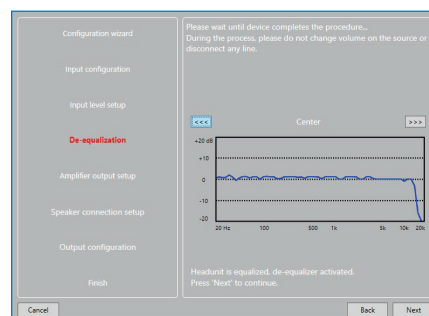 Configuration wizard
Input configuration
Input level setup
De-equalization
Amplifier output setup
Speaker connection setup
Output configuration
Finish
Please wait until device completes the procedure...
During the process, please do not change volume on the source or
disconnect any line.
<<< Center >>>
+20 dB
+10
0
-10
-20
20 Hz 100 500 1k 5k 10k 20k
Headunit is equalized, de-equalizer activated.
Press 'Next' to continue.
Cancel Back Next